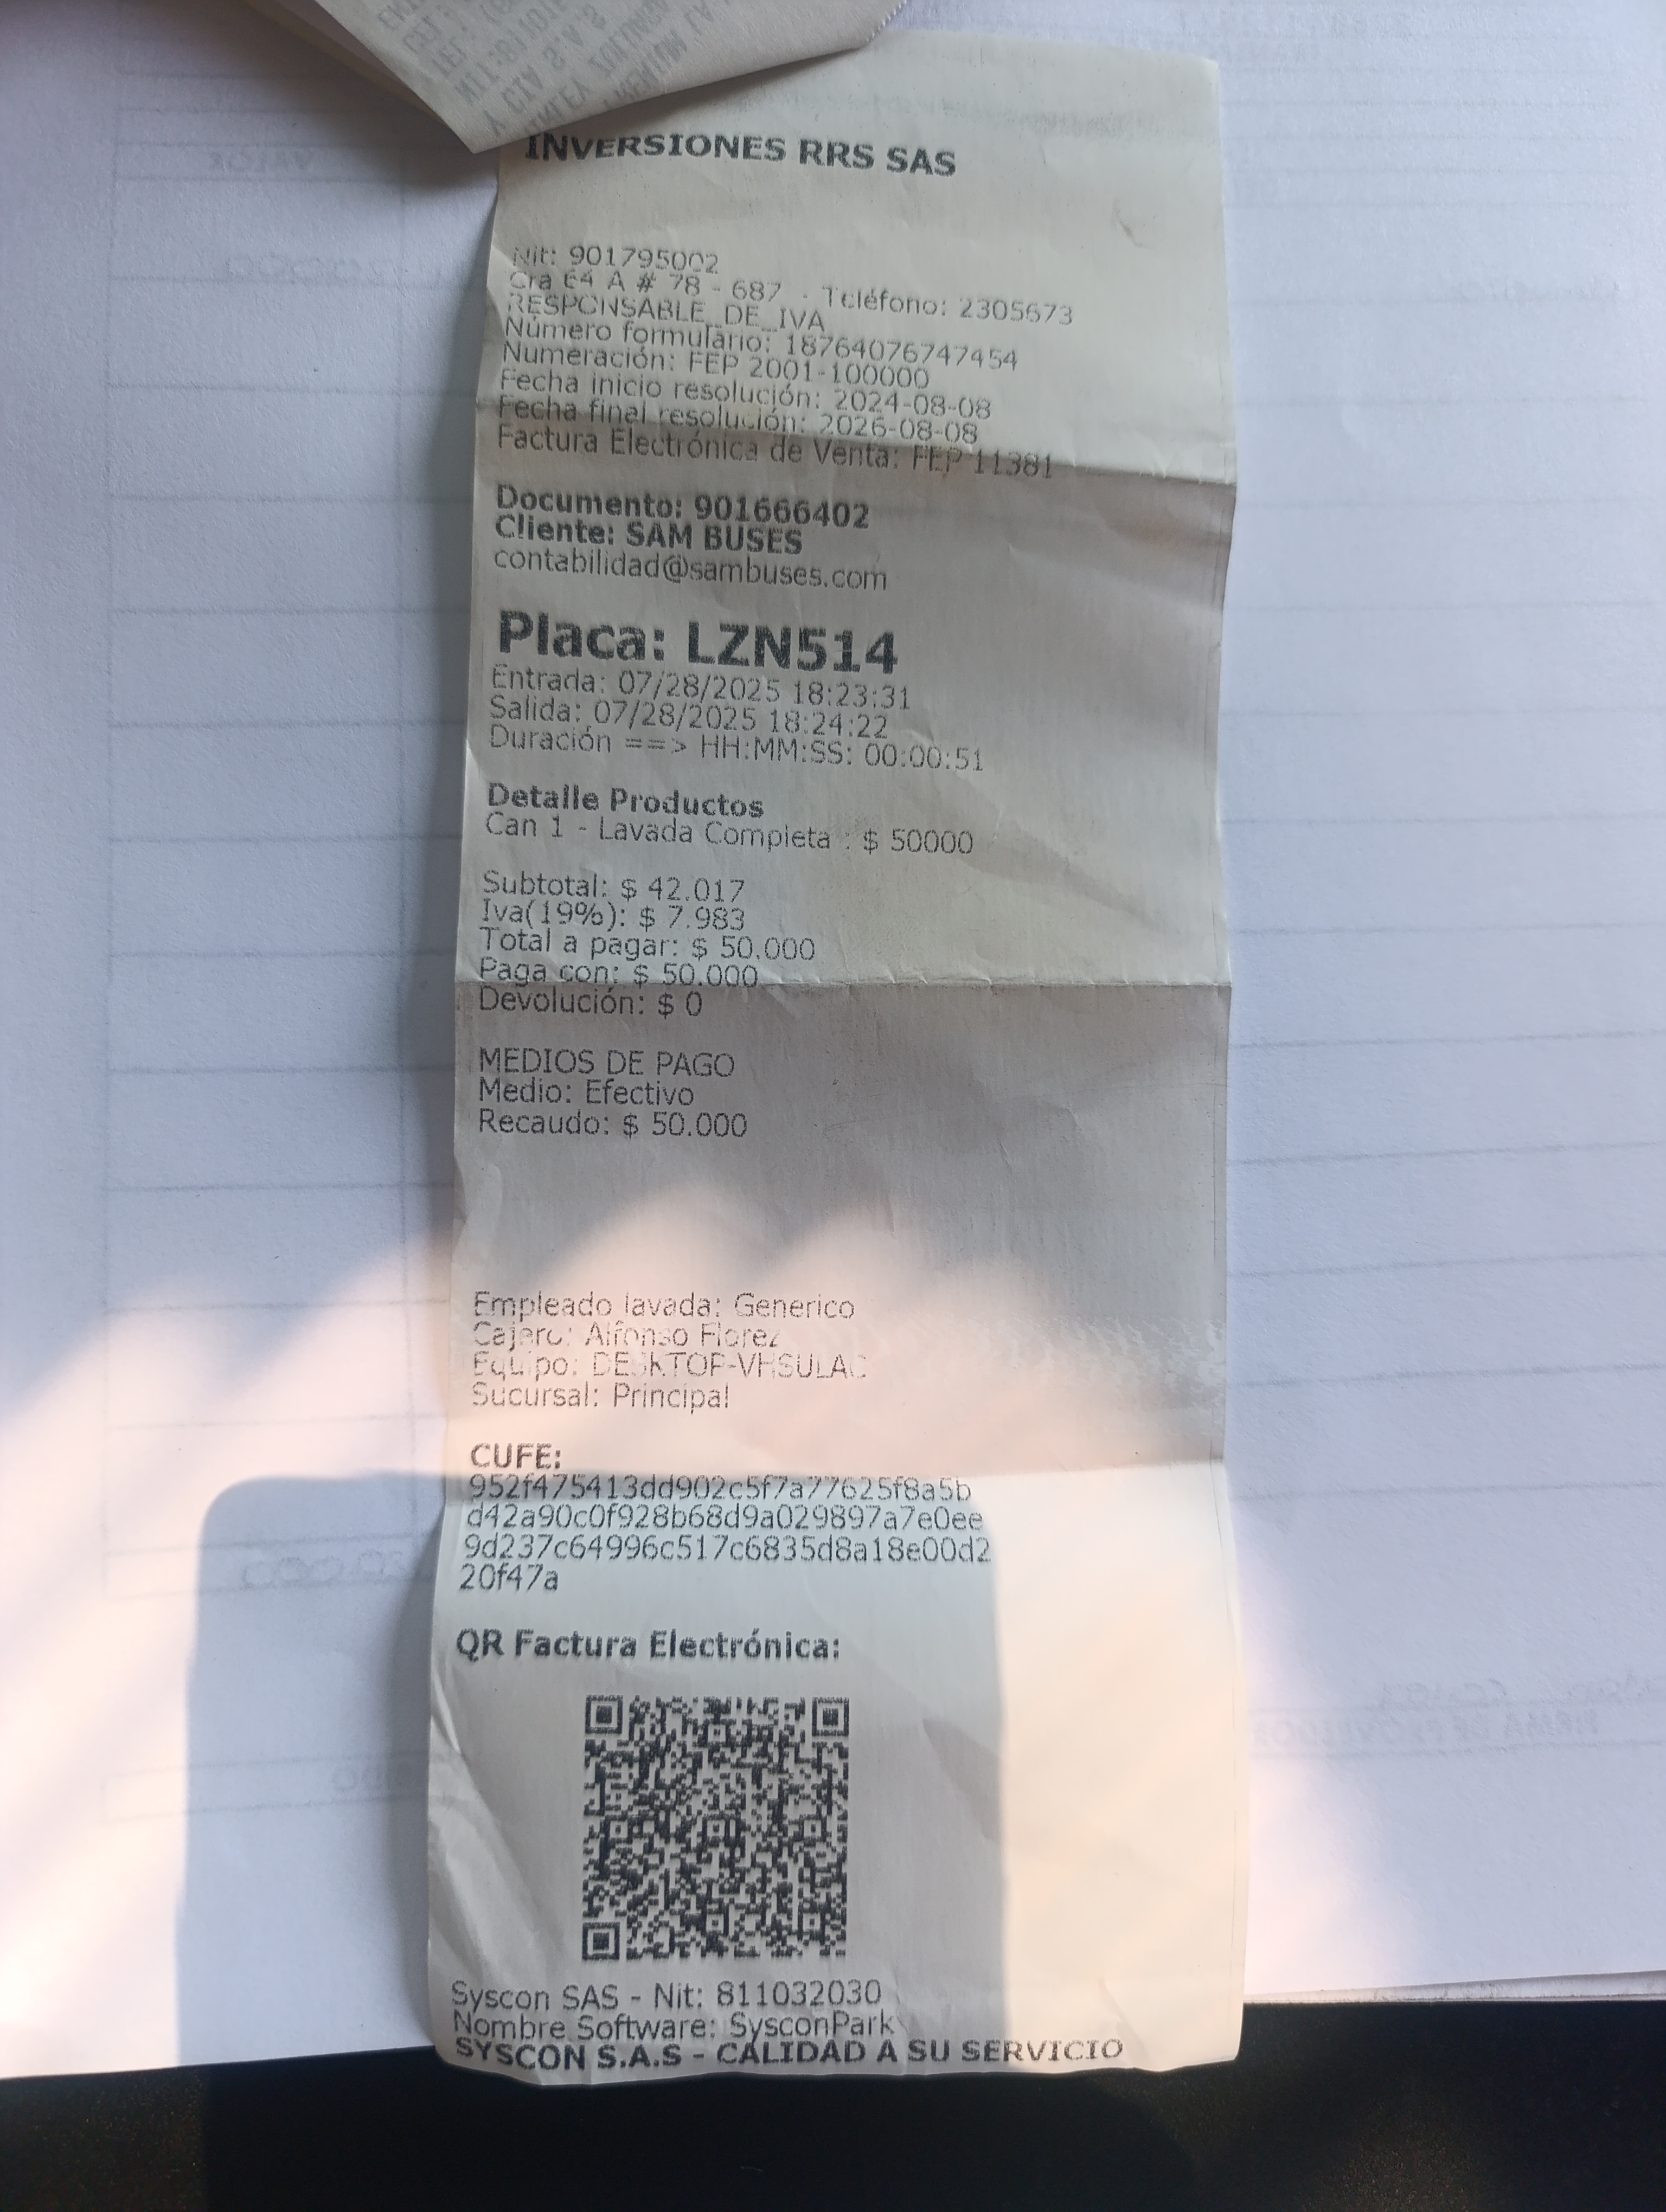 INVERSIONES RRS SAS
Nit: 901795002
Cra 64 A # 78 - 687 - Teléfono: 2305673
RESPONSABLE_DE_IVA
Número formulario: 18764076747454
Numeración: FEP 2001-100000
Fecha inicio resolución: 2024-08-08
Fecha final resolución: 2026-08-08
Factura Electrónica de Venta: FEP 11381
Documento: 901666402
Cliente: SAM BUSES
contabilidad@sambuses.com
Placa: LZN514
Entrada: 07/28/2025 18:23:31
Salida: 07/28/2025 18:24:22
Duración ==> HH:MM:SS: 00:00:51
Detalle Productos
Can 1 - Lavada Completa : $ 50000
Subtotal: $ 42.017
Iva(19%): $ 7.983
Total a pagar: $ 50.000
Paga con: $ 50.000
Devolución: $ 0
MEDIOS DE PAGO
Medio: Efectivo
Recaudo: $ 50.000
Empleado lavada: Generico
Cajero: Alfonso Florez
Equipo: DESKTOP-VHSULAC
Sucursal: Principal
CUFE:
952f475413dd902c5f7a77625f8a5b
d42a90c0f928b68d9a029897a7e0ee
9d237c64996c517c6835d8a18e00d2
20f47a
QR Factura Electrónica:
Syscon SAS - Nit: 811032030
Nombre Software: SysconPark
SYSCON S.A.S - CALIDAD A SU SERVICIO